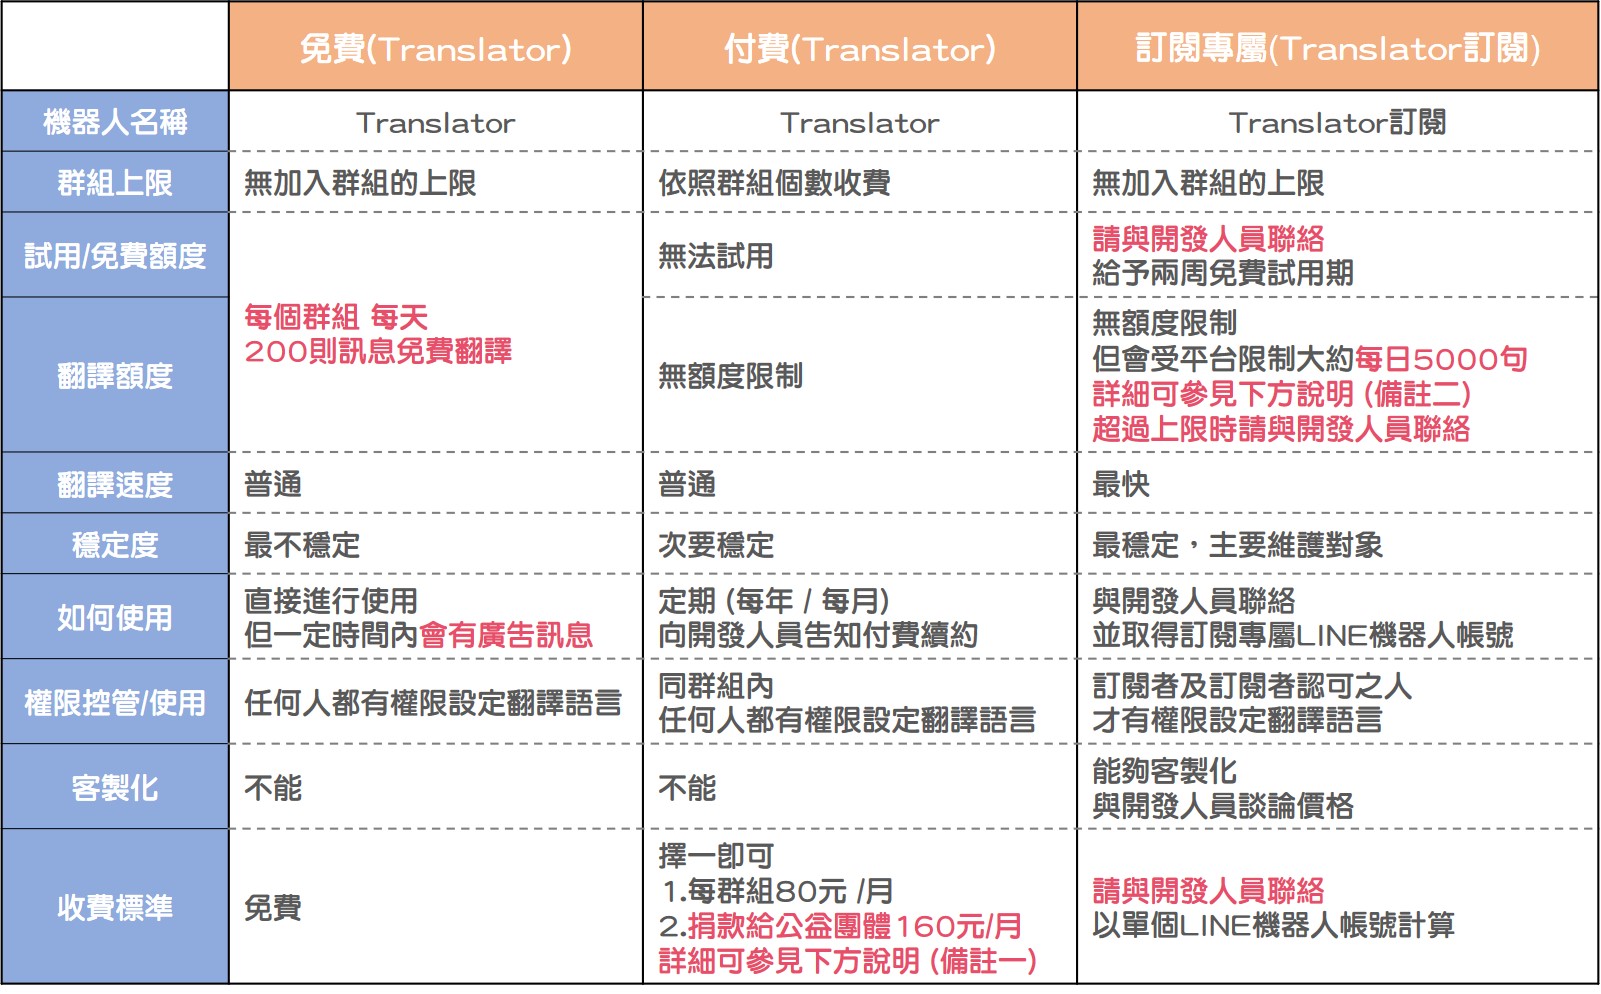 免費(Translator)
付費(Translator)
訂閱專屬(Translator訂閱)
機器人名稱
Translator
Translator
Translator訂閱
群組上限
無加入群組的上限
依照群組個數收費
無加入群組的上限
試用/免費額度
每個群組 每天
200則訊息免費翻譯
無法試用
請與開發人員聯絡
給予兩周免費試用期
翻譯額度
無額度限制
無額度限制
但會受平台限制大約每日5000句
詳細可參見下方說明 (備註二)
超過上限時請與開發人員聯絡
翻譯速度
普通
普通
最快
穩定度
最不穩定
次要穩定
最穩定，主要維護對象
如何使用
直接進行使用
但一定時間內會有廣告訊息
定期 (每年 / 每月)
向開發人員告知付費續約
與開發人員聯絡
並取得訂閱專屬LINE機器人帳號
權限控管/使用
任何人都有權限設定翻譯語言
同群組內
任何人都有權限設定翻譯語言
訂閱者及訂閱者認可之人
才有權限設定翻譯語言
客製化
不能
不能
能夠客製化
與開發人員談論價格
收費標準
免費
擇一即可
1.每群組80元 /月
2.捐款給公益團體160元/月
詳細可參見下方說明 (備註一)
請與開發人員聯絡
以單個LINE機器人帳號計算